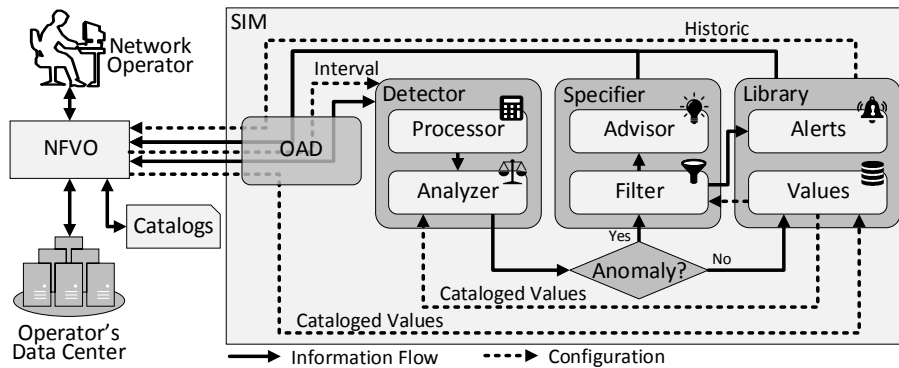 SIM
Network
Operator
Historic
Interval
Detector
Specifier
Library
Processor
Advisor
Alerts
NFVO
OAD
Analyzer
Filter
Values
Catalogs
Yes
Anomaly?
No
Cataloged Values
Cataloged Values
Operator's
Data Center
Information Flow
Configuration